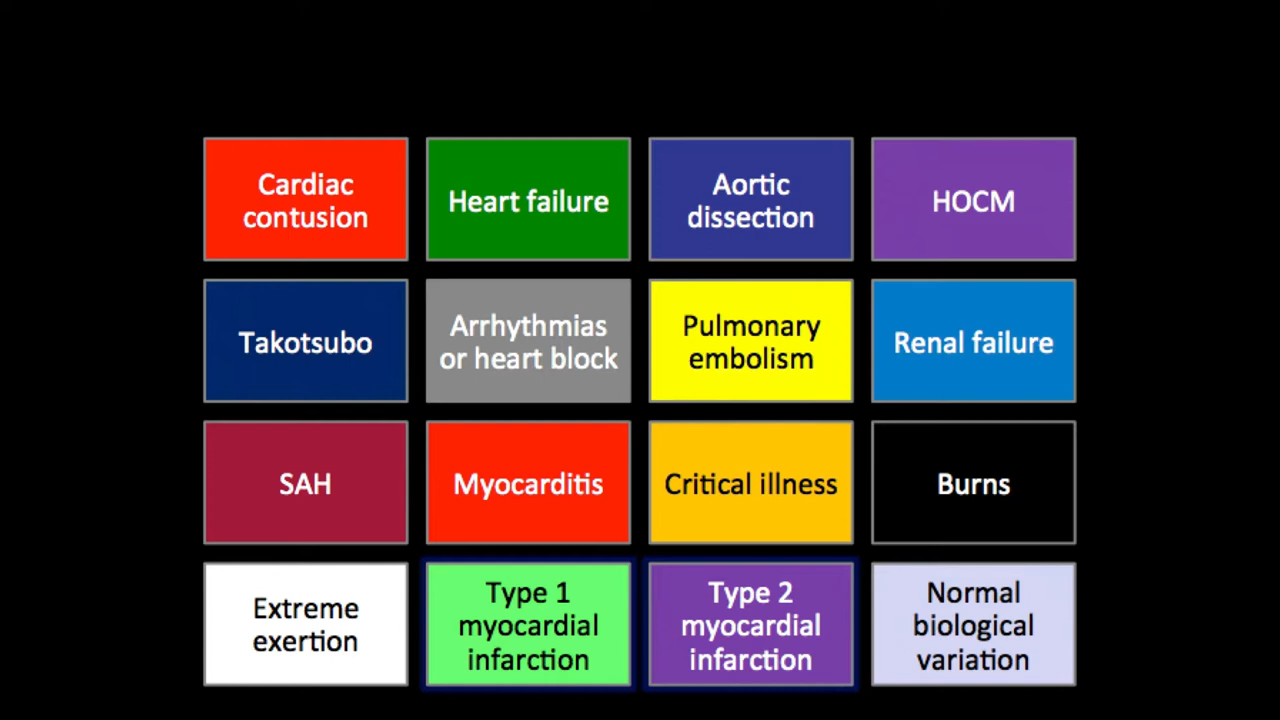 Cardiac
contusion
Heart failure
Aortic
dissection
HOCM
Takotsubo
Arrhythmias
or heart block
Pulmonary
embolism
Renal failure
SAH
Myocarditis
Critical illness
Burns
Extreme
exertion
Type 1
myocardial
infarction
Type 2
myocardial
infarction
Normal
biological
variation